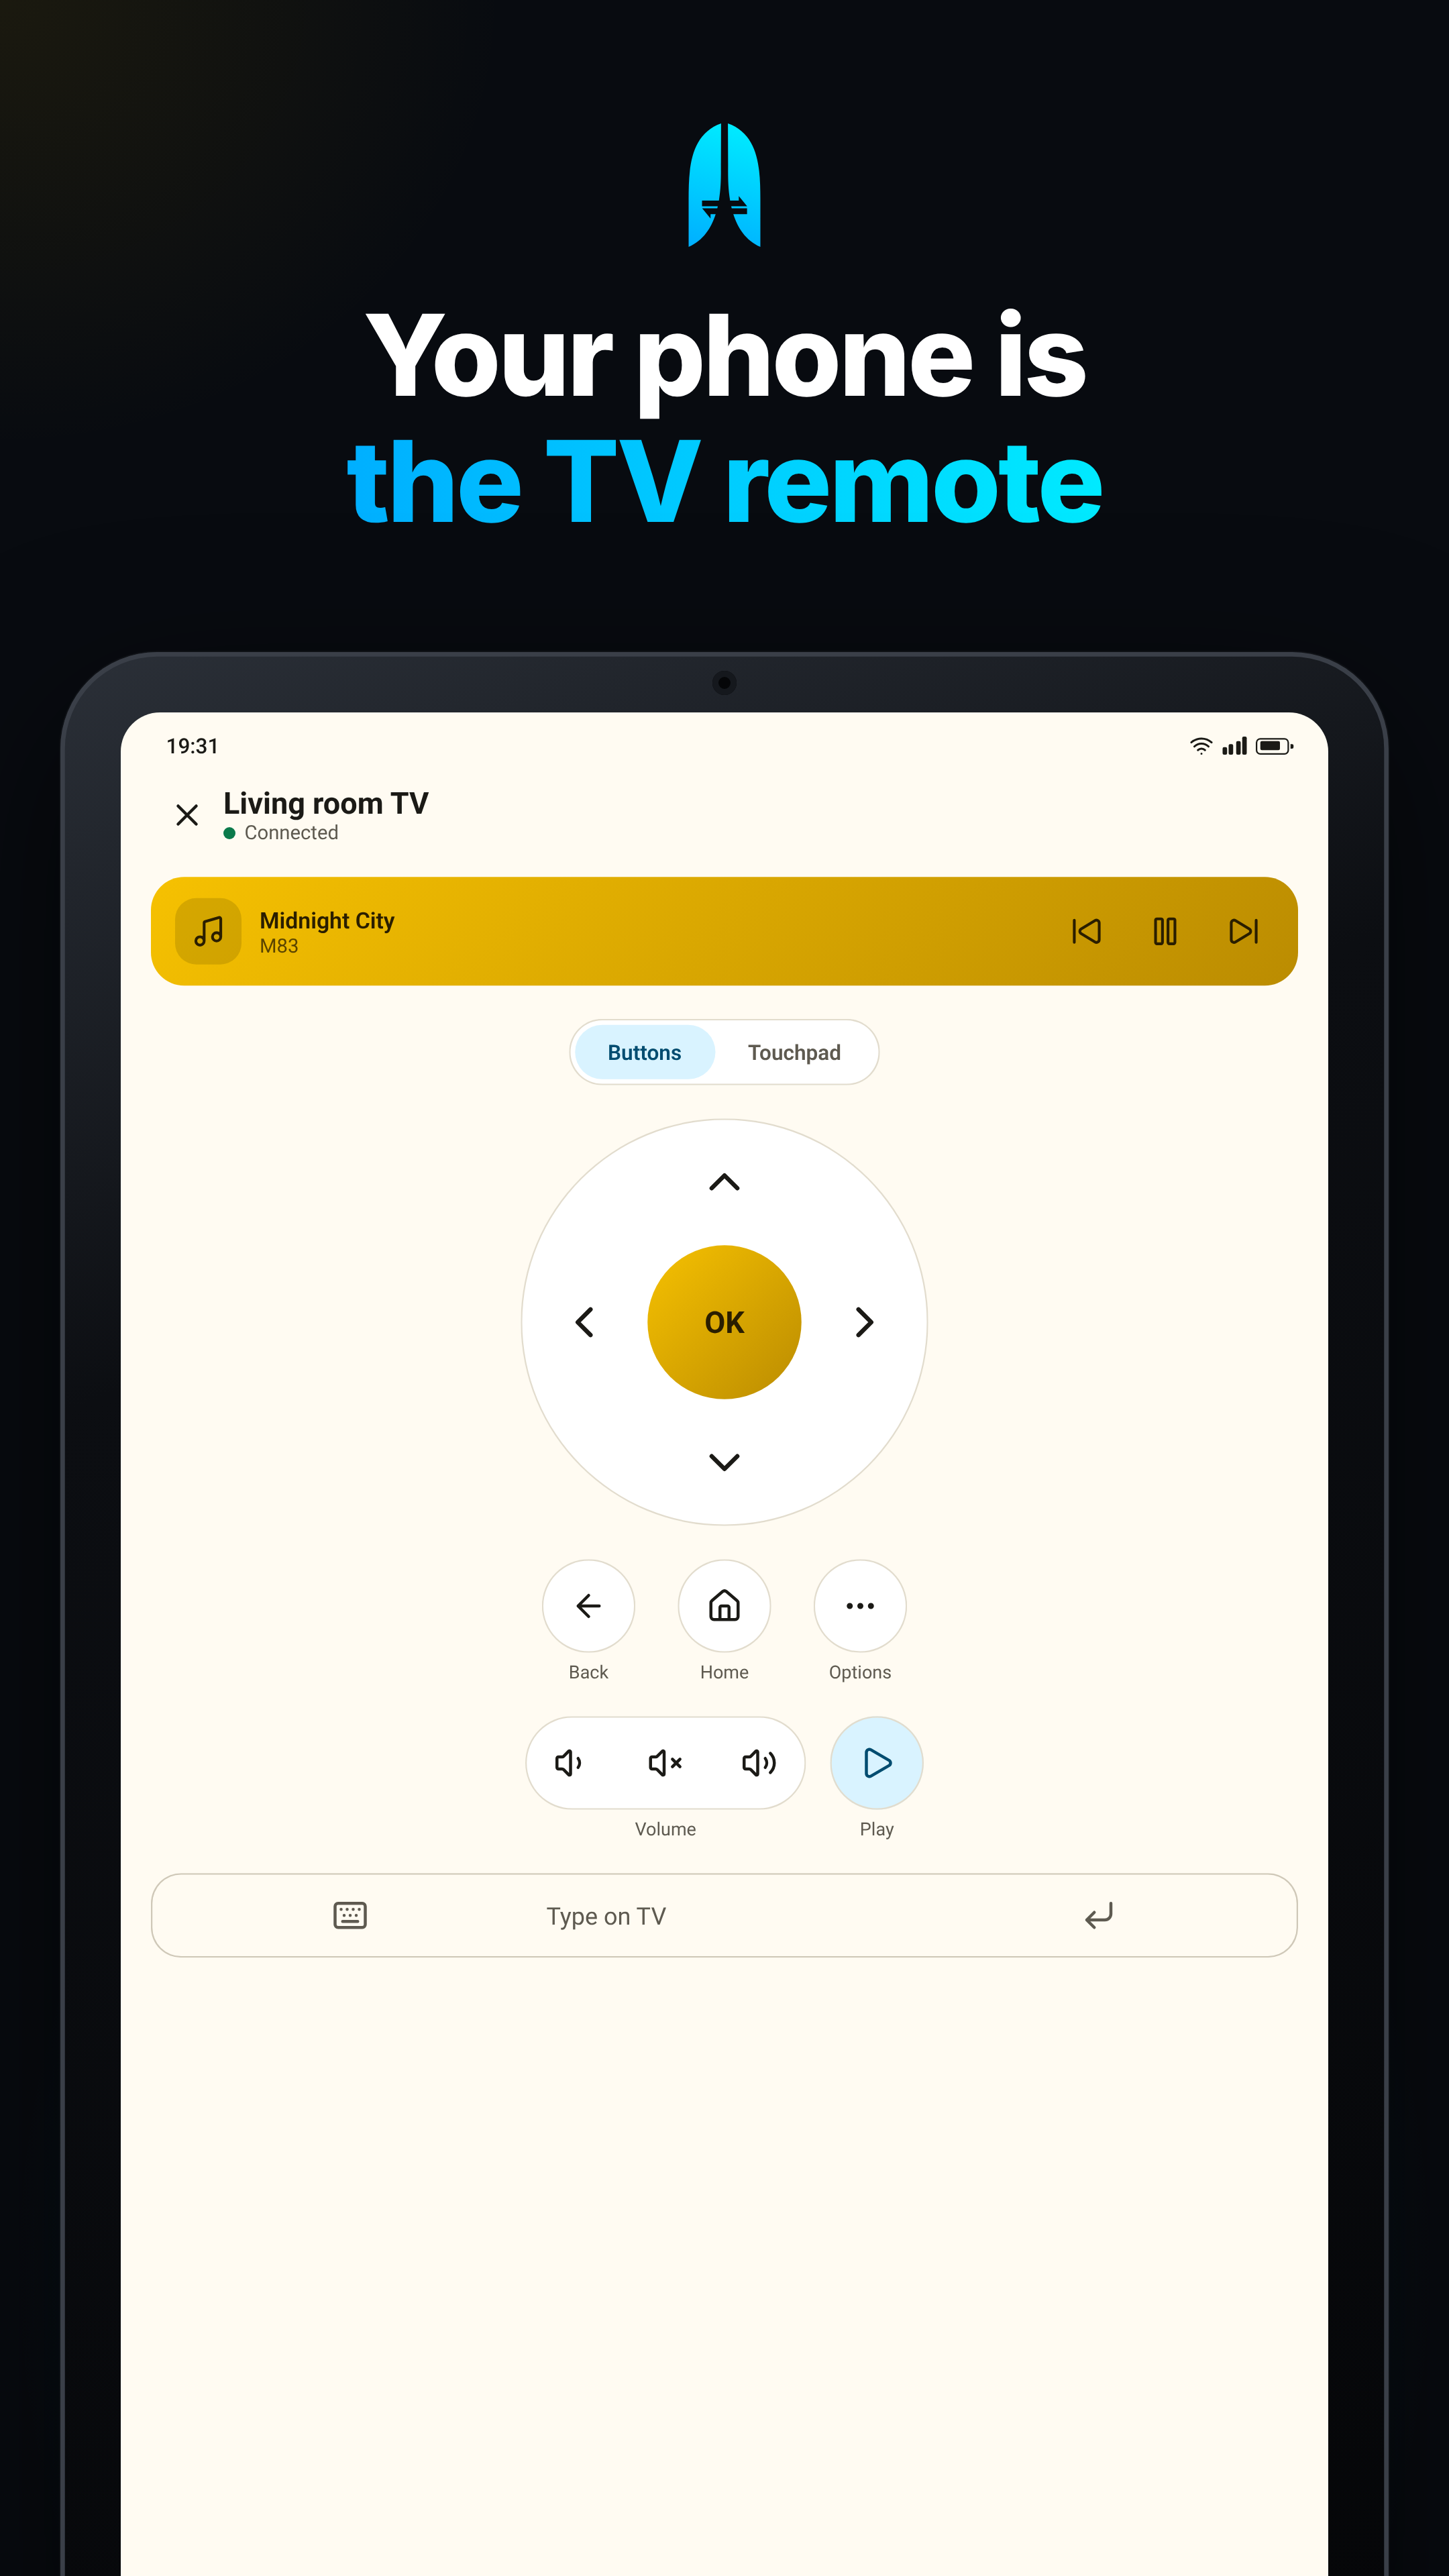 Your phone is
the TV remote
19:31
Living room TV
Connected
Midnight City
M83
Buttons
Touchpad
OK
Back
Home
Options
Volume
Play
Type on TV